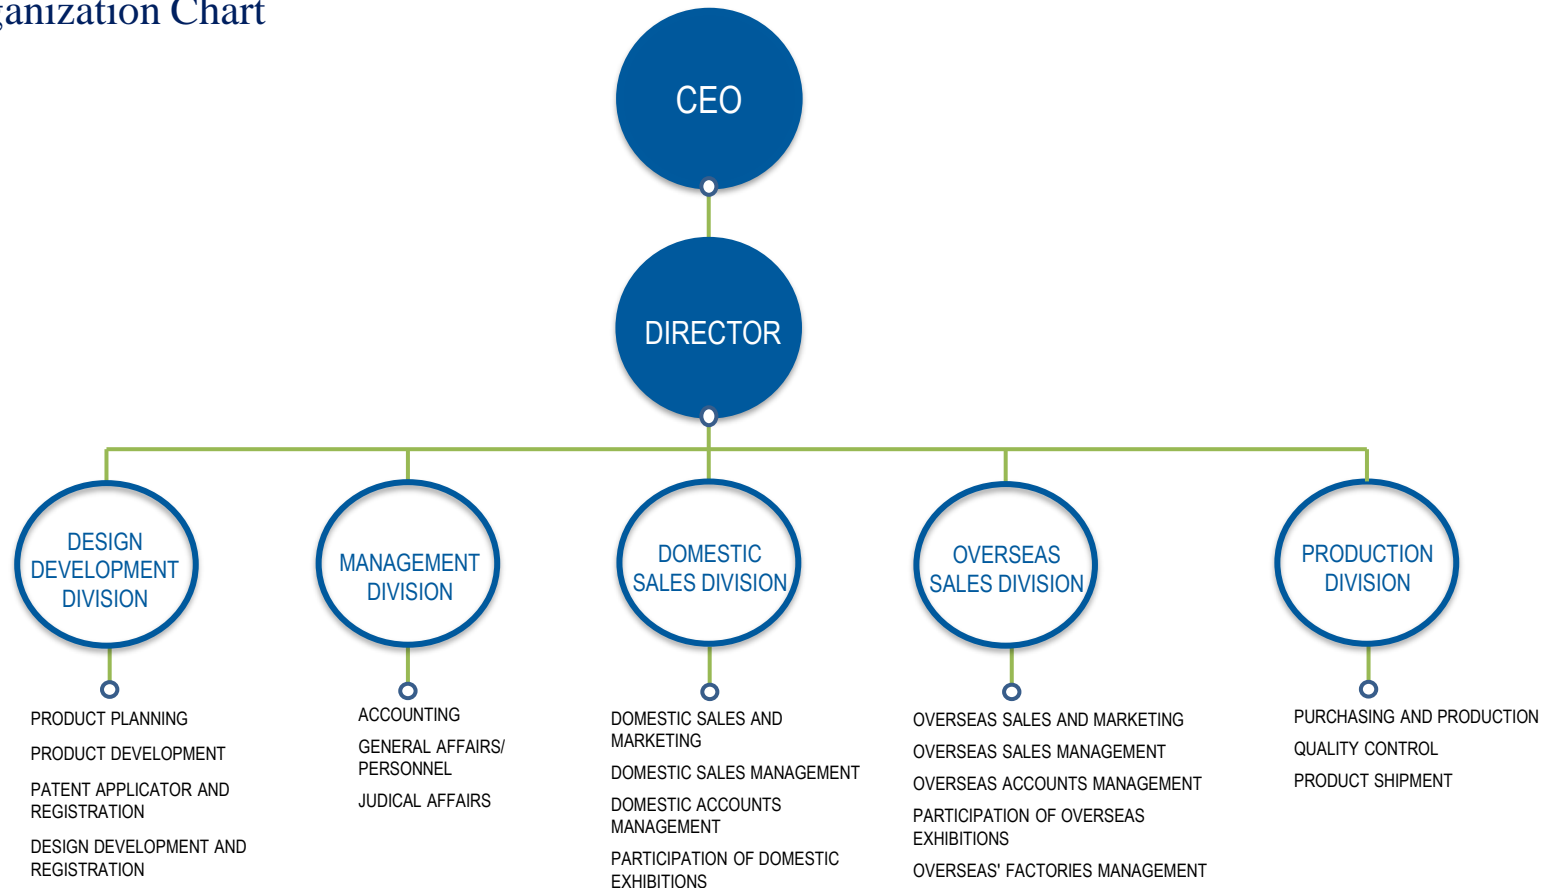 ganization Chart
CEO
DIRECTOR
DESIGN
DEVELOPMENT
DIVISION
MANAGEMENT
DIVISION
DOMESTIC
SALES DIVISION
OVERSEAS
SALES DIVISION
PRODUCTION
DIVISION
PRODUCT PLANNING
PRODUCT DEVELOPMENT
PATENT APPLICATOR AND
REGISTRATION
DESIGN DEVELOPMENT AND
REGISTRATION
ACCOUNTING
GENERAL AFFAIRS/
PERSONNEL
JUDICAL AFFAIRS
DOMESTIC SALES AND
MARKETING
DOMESTIC SALES MANAGEMENT
DOMESTIC ACCOUNTS
MANAGEMENT
PARTICIPATION OF DOMESTIC
EXHIBITIONS
OVERSEAS SALES AND MARKETING
OVERSEAS SALES MANAGEMENT
OVERSEAS ACCOUNTS MANAGEMENT
PARTICIPATION OF OVERSEAS
EXHIBITIONS
OVERSEAS' FACTORIES MANAGEMENT
PURCHASING AND PRODUCTION
QUALITY CONTROL
PRODUCT SHIPMENT